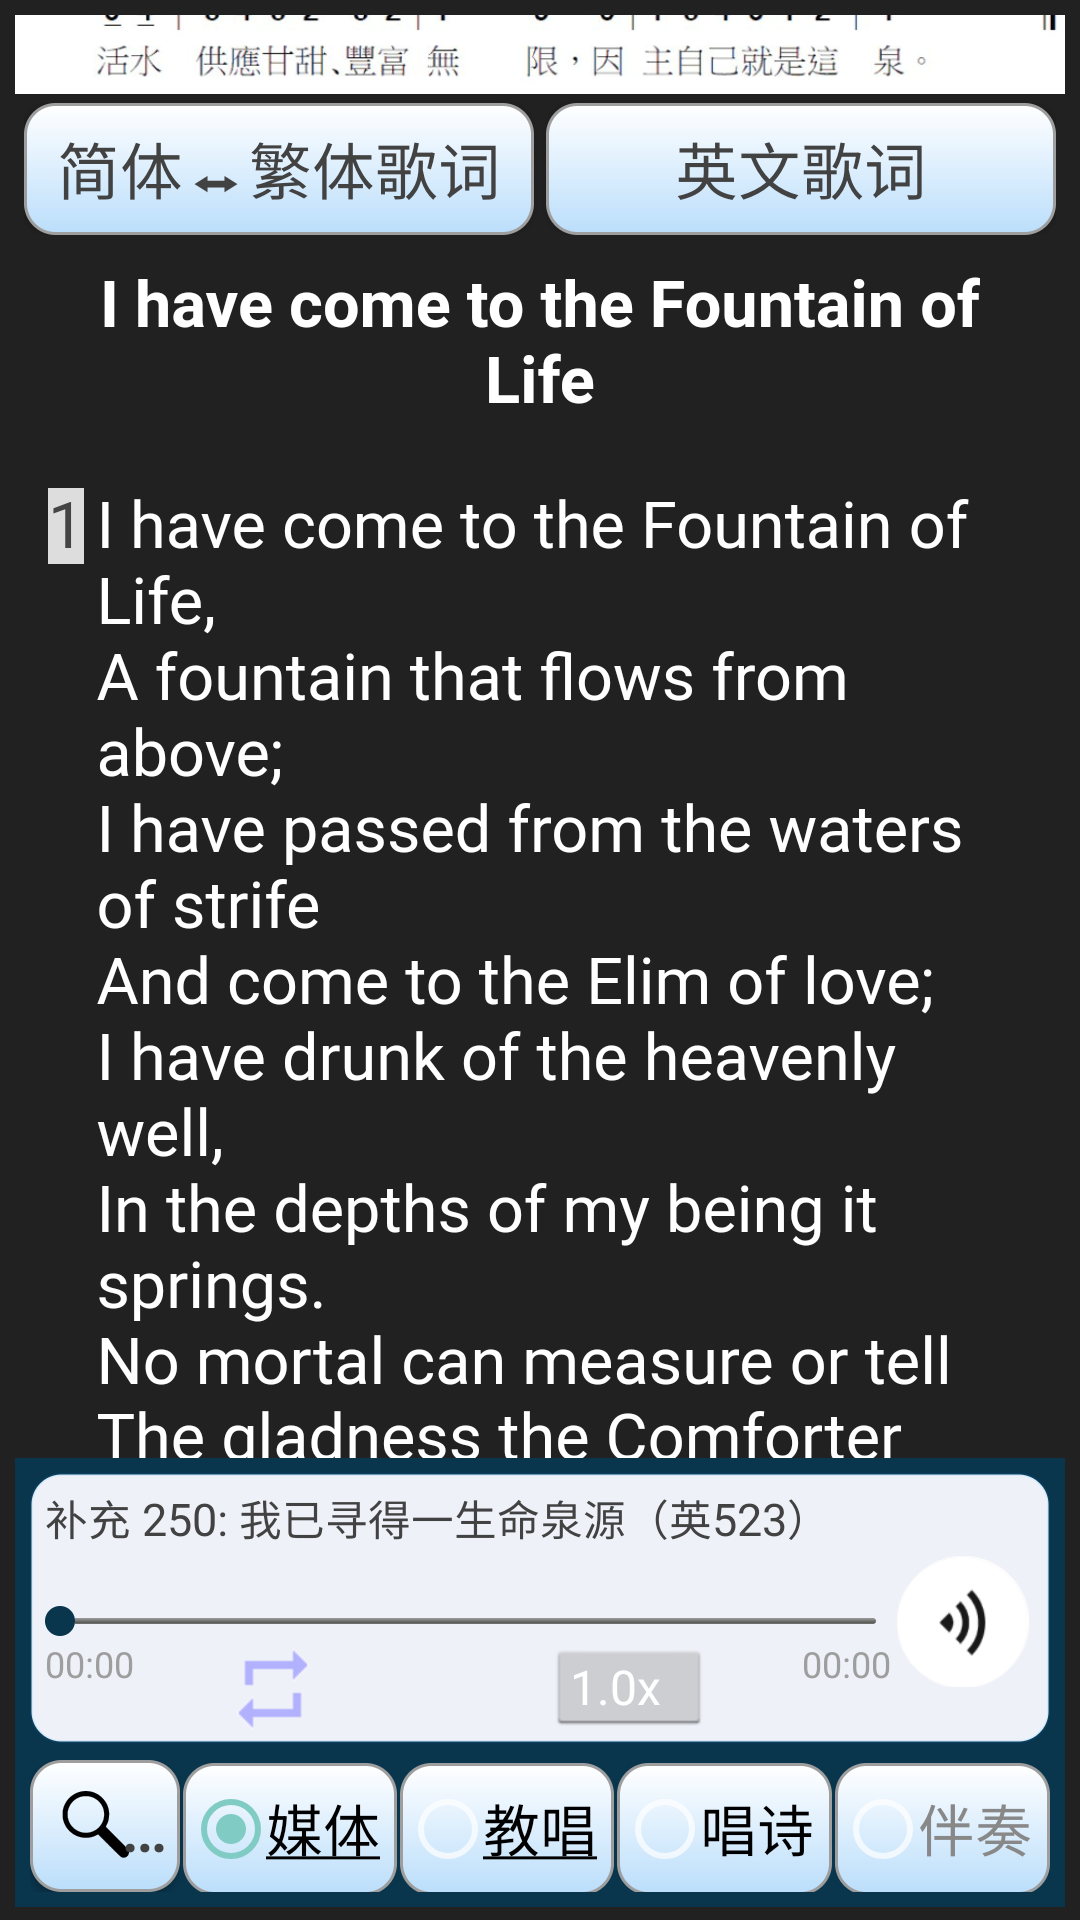 活水 供應甘甜、豐富 無 限，因 主自己就是這 泉。
简体 ↔ 繁体歌词 英文歌词
I have come to the Fountain of
Life
1 I have come to the Fountain of
Life,
A fountain that flows from
above;
I have passed from the waters
of strife
And come to the Elim of love;
I have drunk of the heavenly
well,
In the depths of my being it
springs.
No mortal can measure or tell
The gladness the Comforter
补充 250: 我已寻得一生命泉源（英523）
00:00 1.0x 00:00
... 媒体 教唱 唱诗 伴奏